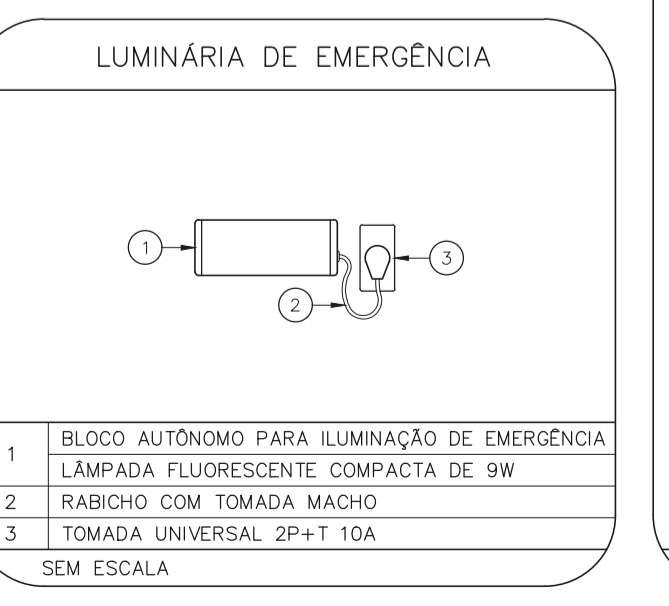 LUMINÁRIA DE EMERGÊNCIA
1
3
2
1
BLOCO AUTÔNOMO PARA ILUMINAÇÃO DE EMERGÊNCIA
LÂMPADA FLUORESCENTE COMPACTA DE 9W
2 RABICHO COM TOMADA MACHO
3 TOMADA UNIVERSAL 2P+T 10A
SEM ESCALA